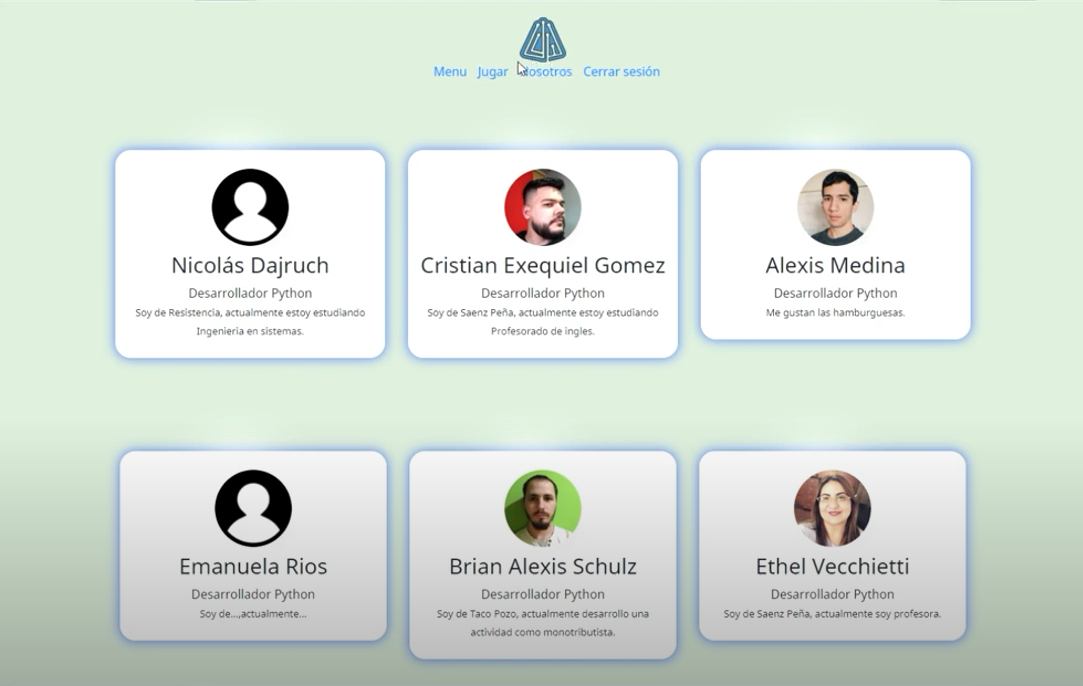 Menu Jugar Nosotros Cerrar sesión
Nicolás Dajruch
Desarrollador Python
Soy de Resistencia, actualmente estoy estudiando
Ingenieria en sistemas.
Cristian Exequiel Gomez
Desarrollador Python
Soy de Saenz Peña, actualmente estoy estudiando
Profesorado de ingles.
Alexis Medina
Desarrollador Python
Me gustan las hamburguesas.
Emanuela Rios
Desarrollador Python
Soy de...,actualmente...
Brian Alexis Schulz
Desarrollador Python
Soy de Taco Pozo, actualmente desarrollo una
actividad como monotributista.
Ethel Vecchietti
Desarrollador Python
Soy de Saenz Peña, actualmente soy profesora.